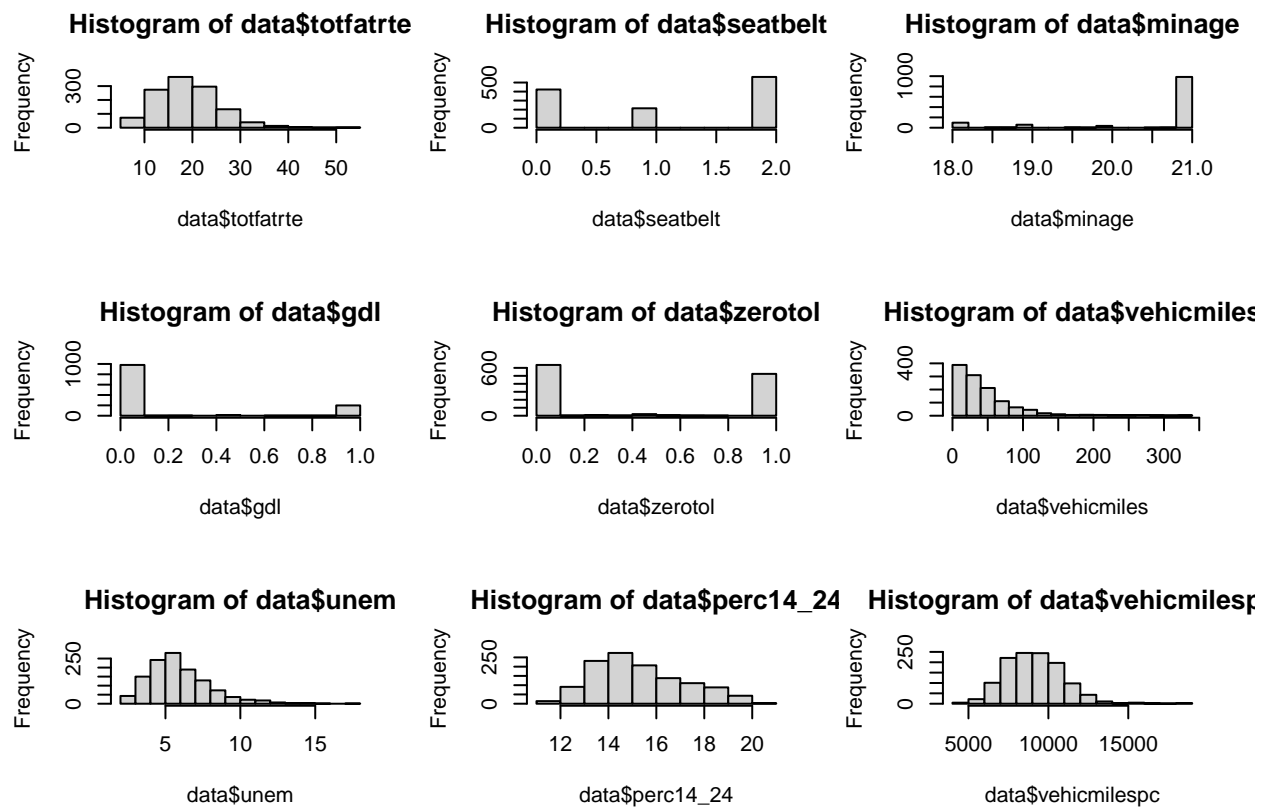 Histogram of data$totfatrte
Frequency
0 300
10 20 30 40 50
data$totfatrte
Histogram of data$seatbelt
Frequency
0 500
0.0 0.5 1.0 1.5 2.0
data$seatbelt
Histogram of data$minage
Frequency
0 1000
18.0 19.0 20.0 21.0
data$minage
Histogram of data$gdl
Frequency
0 1000
0.0 0.2 0.4 0.6 0.8 1.0
data$gdl
Histogram of data$zerotol
Frequency
0 600
0.0 0.2 0.4 0.6 0.8 1.0
data$zerotol
Histogram of data$vehicmiles
Frequency
0 400
0 100 200 300
data$vehicmiles
Histogram of data$unem
Frequency
0 250
5 10 15
data$unem
Histogram of data$perc14_24
Frequency
0 250
12 14 16 18 20
data$perc14_24
Histogram of data$vehicmilesp
Frequency
0 250
5000 10000 15000
data$vehicmilespc